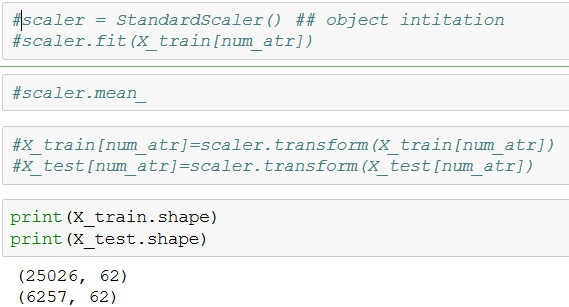 #scaler = StandardScaler() ## object intitation
#scaler.fit(X_train[num_atr])
#scaler.mean_
#X_train[num_atr]=scaler.transform(X_train[num_atr])
#X_test[num_atr]=scaler.transform(X_test[num_atr])
print(X_train.shape)
print(X_test.shape)
(25026, 62)
(6257, 62)